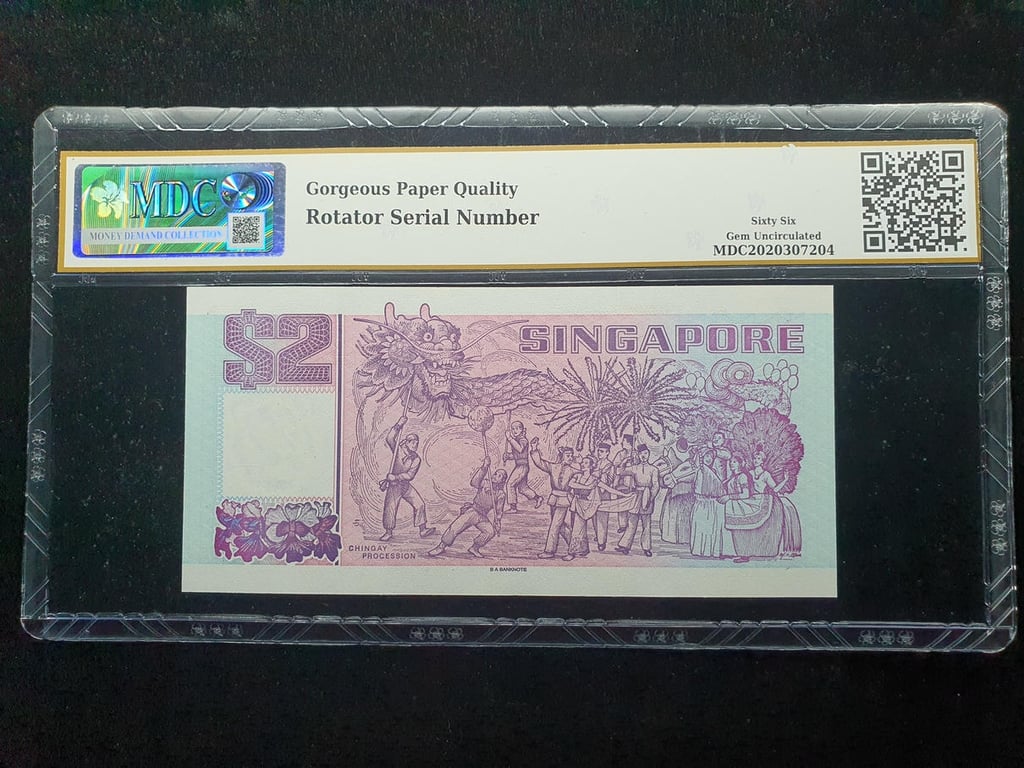 MDC
MONEY DEMAND COLLECTION
Gorgeous Paper Quality
Rotator Serial Number
Sixty Six
Gem Uncirculated
MDC2020307204
$2
SINGAPORE
CHINGAY
PROCESSION
B A BANKNOTE